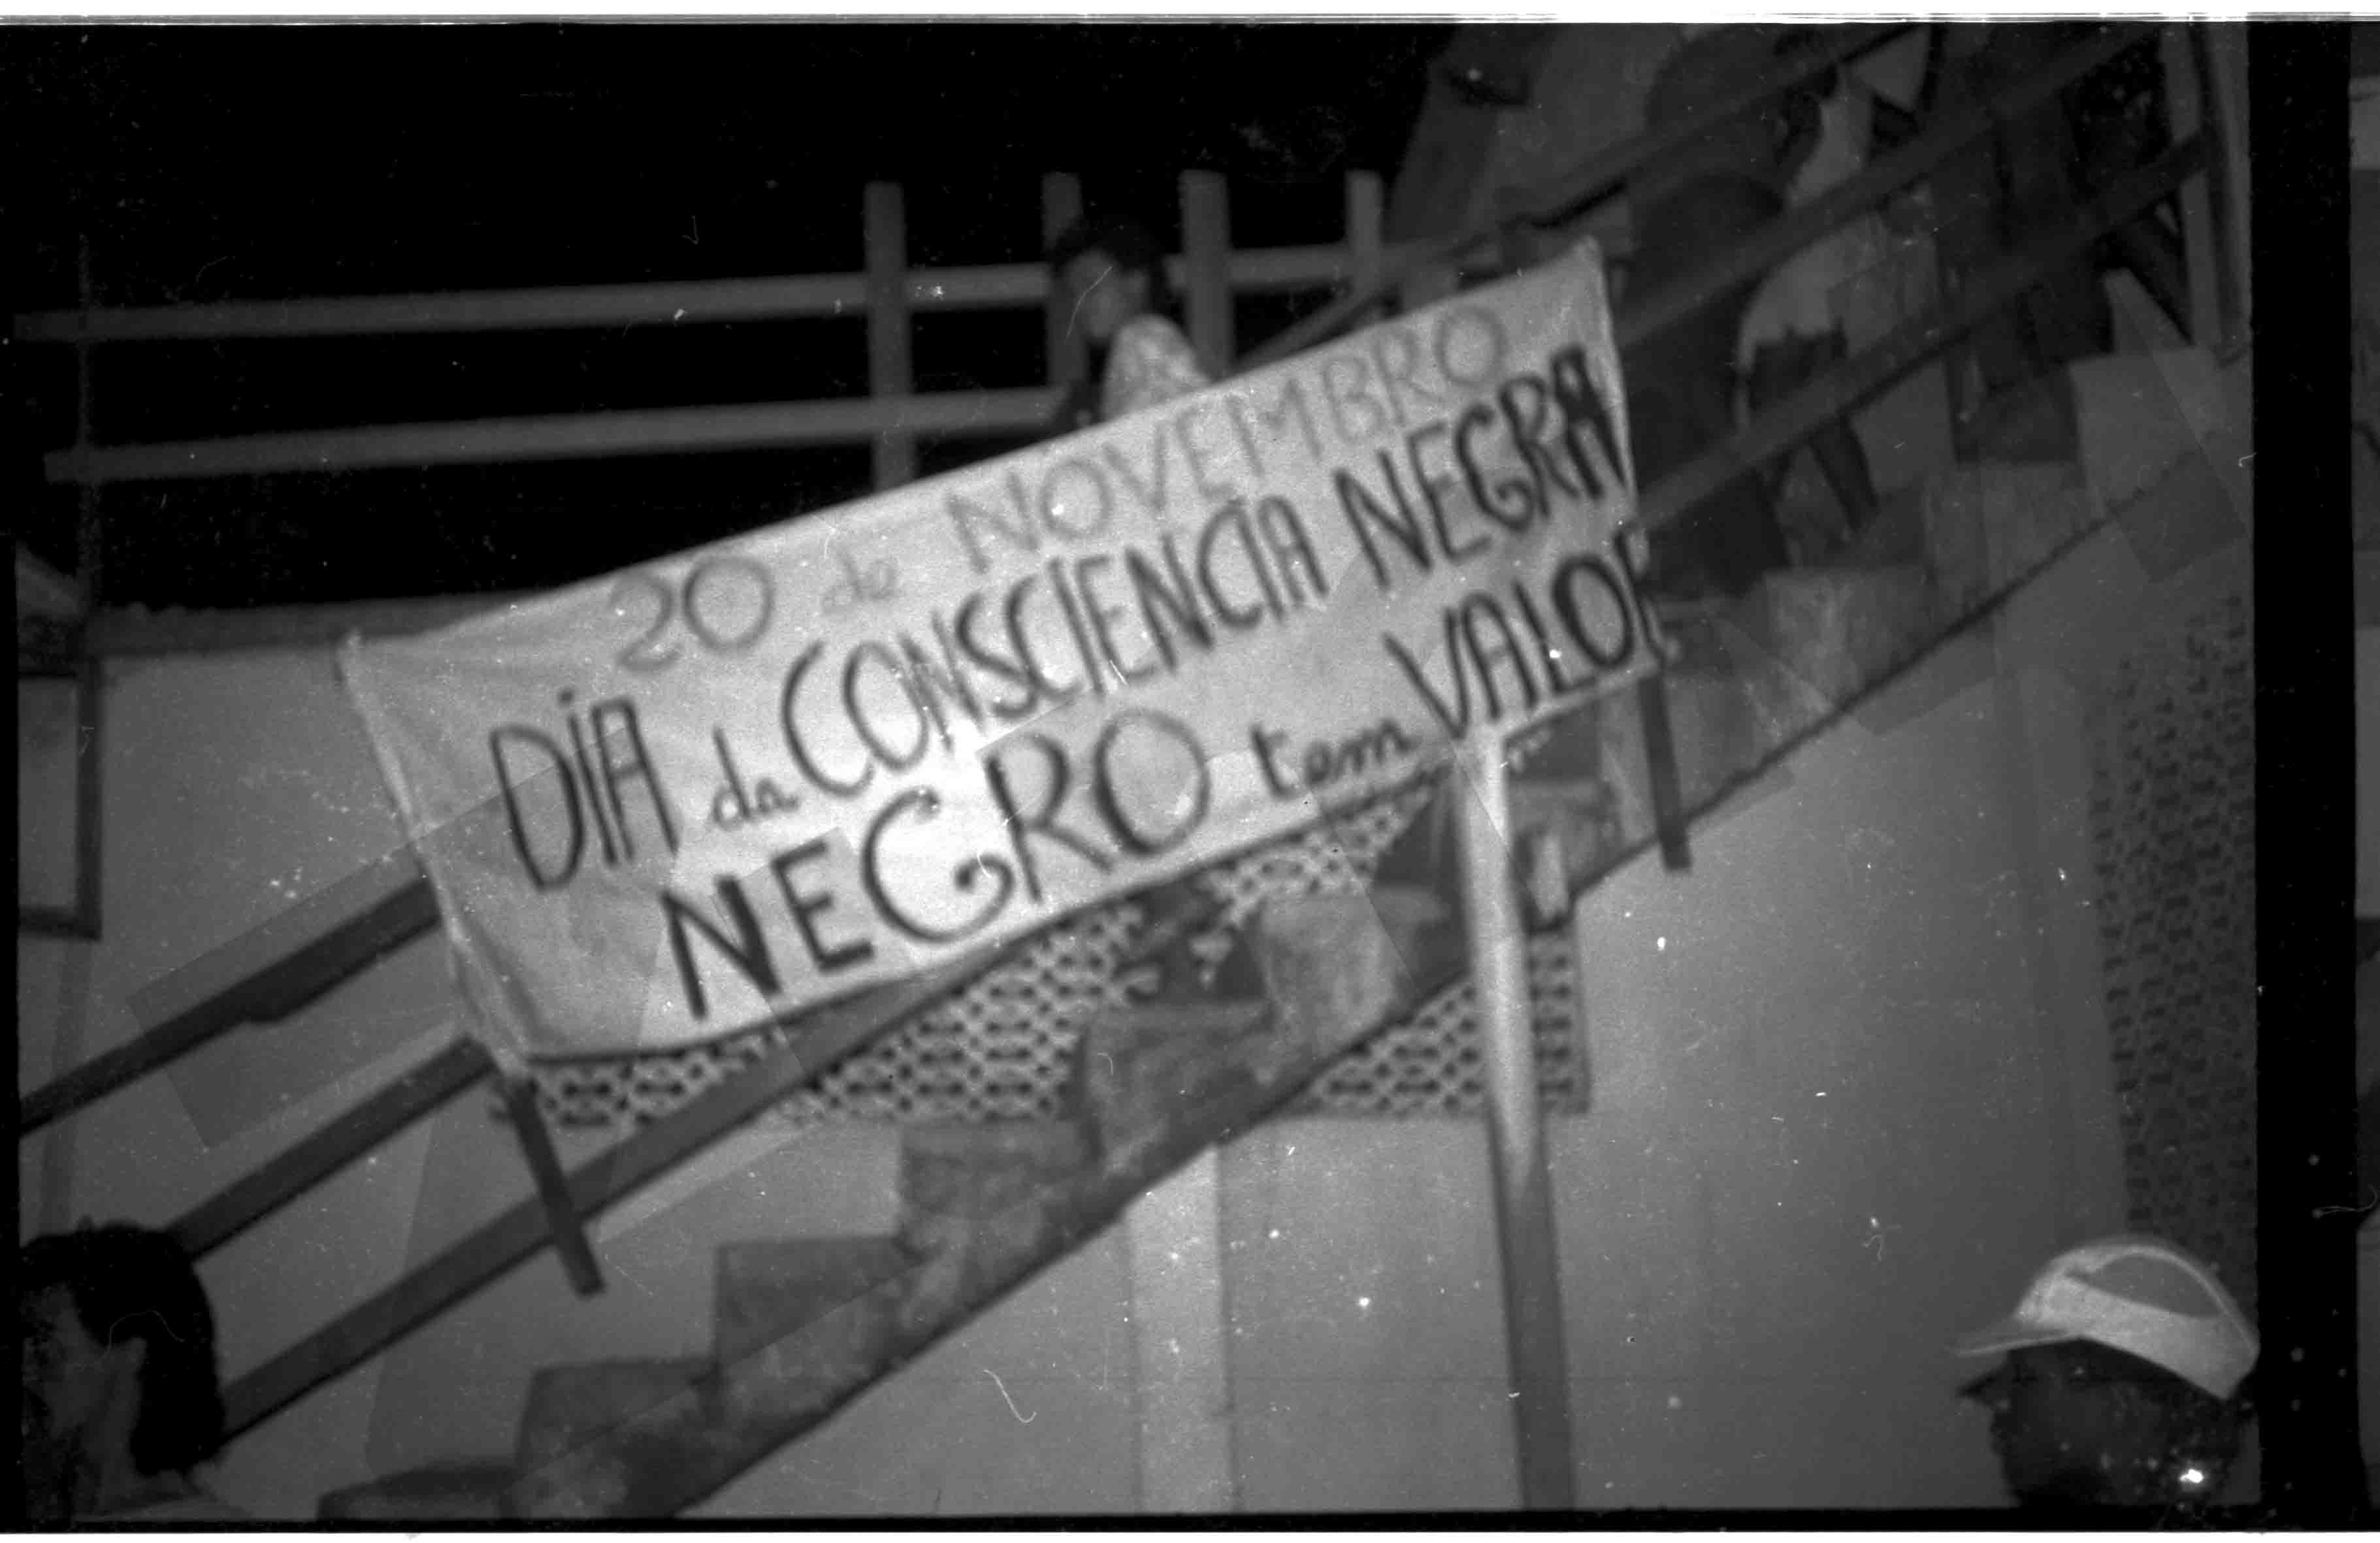 20 de NOVEMBRO
DIA da CONSCIENCIA NEGRA
NEGRO tem VALOR